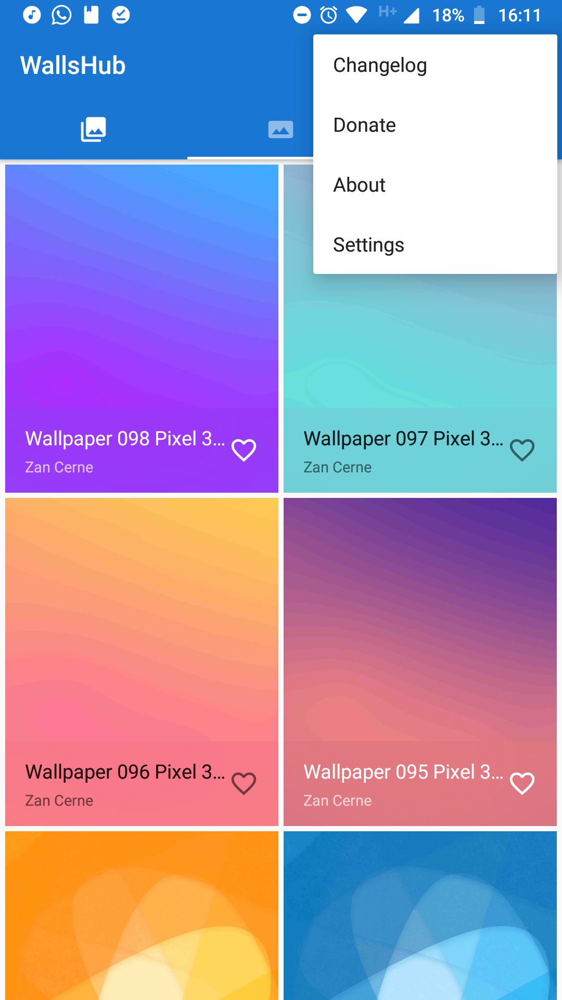 H+ 18% 16:11
WallsHub
Changelog
Donate
About
Settings
Wallpaper 098 Pixel 3...
Zan Cerne
Wallpaper 097 Pixel 3...
Zan Cerne
Wallpaper 096 Pixel 3...
Zan Cerne
Wallpaper 095 Pixel 3...
Zan Cerne